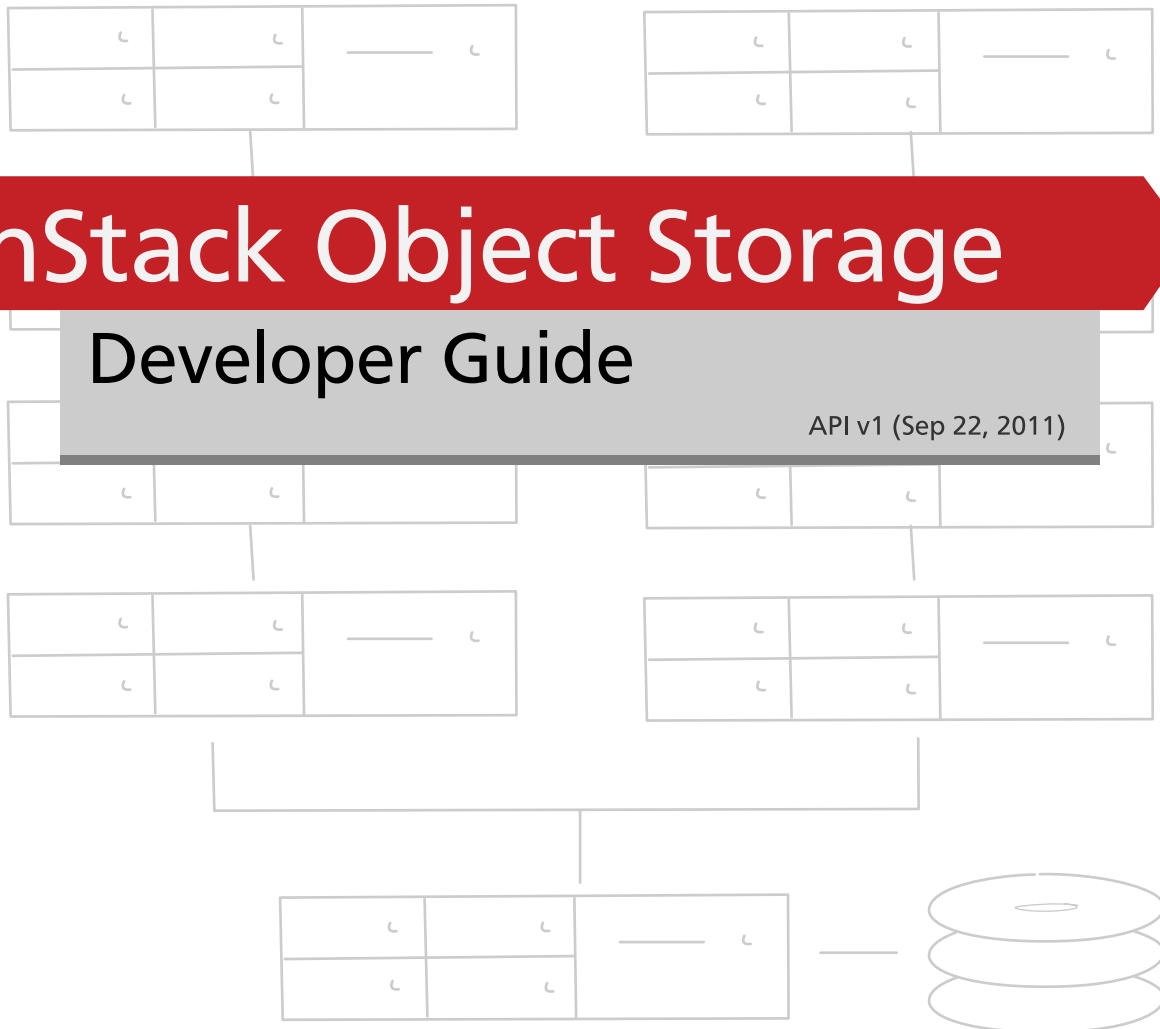 nStack Object Storage
Developer Guide
API v1 (Sep 22, 2011)